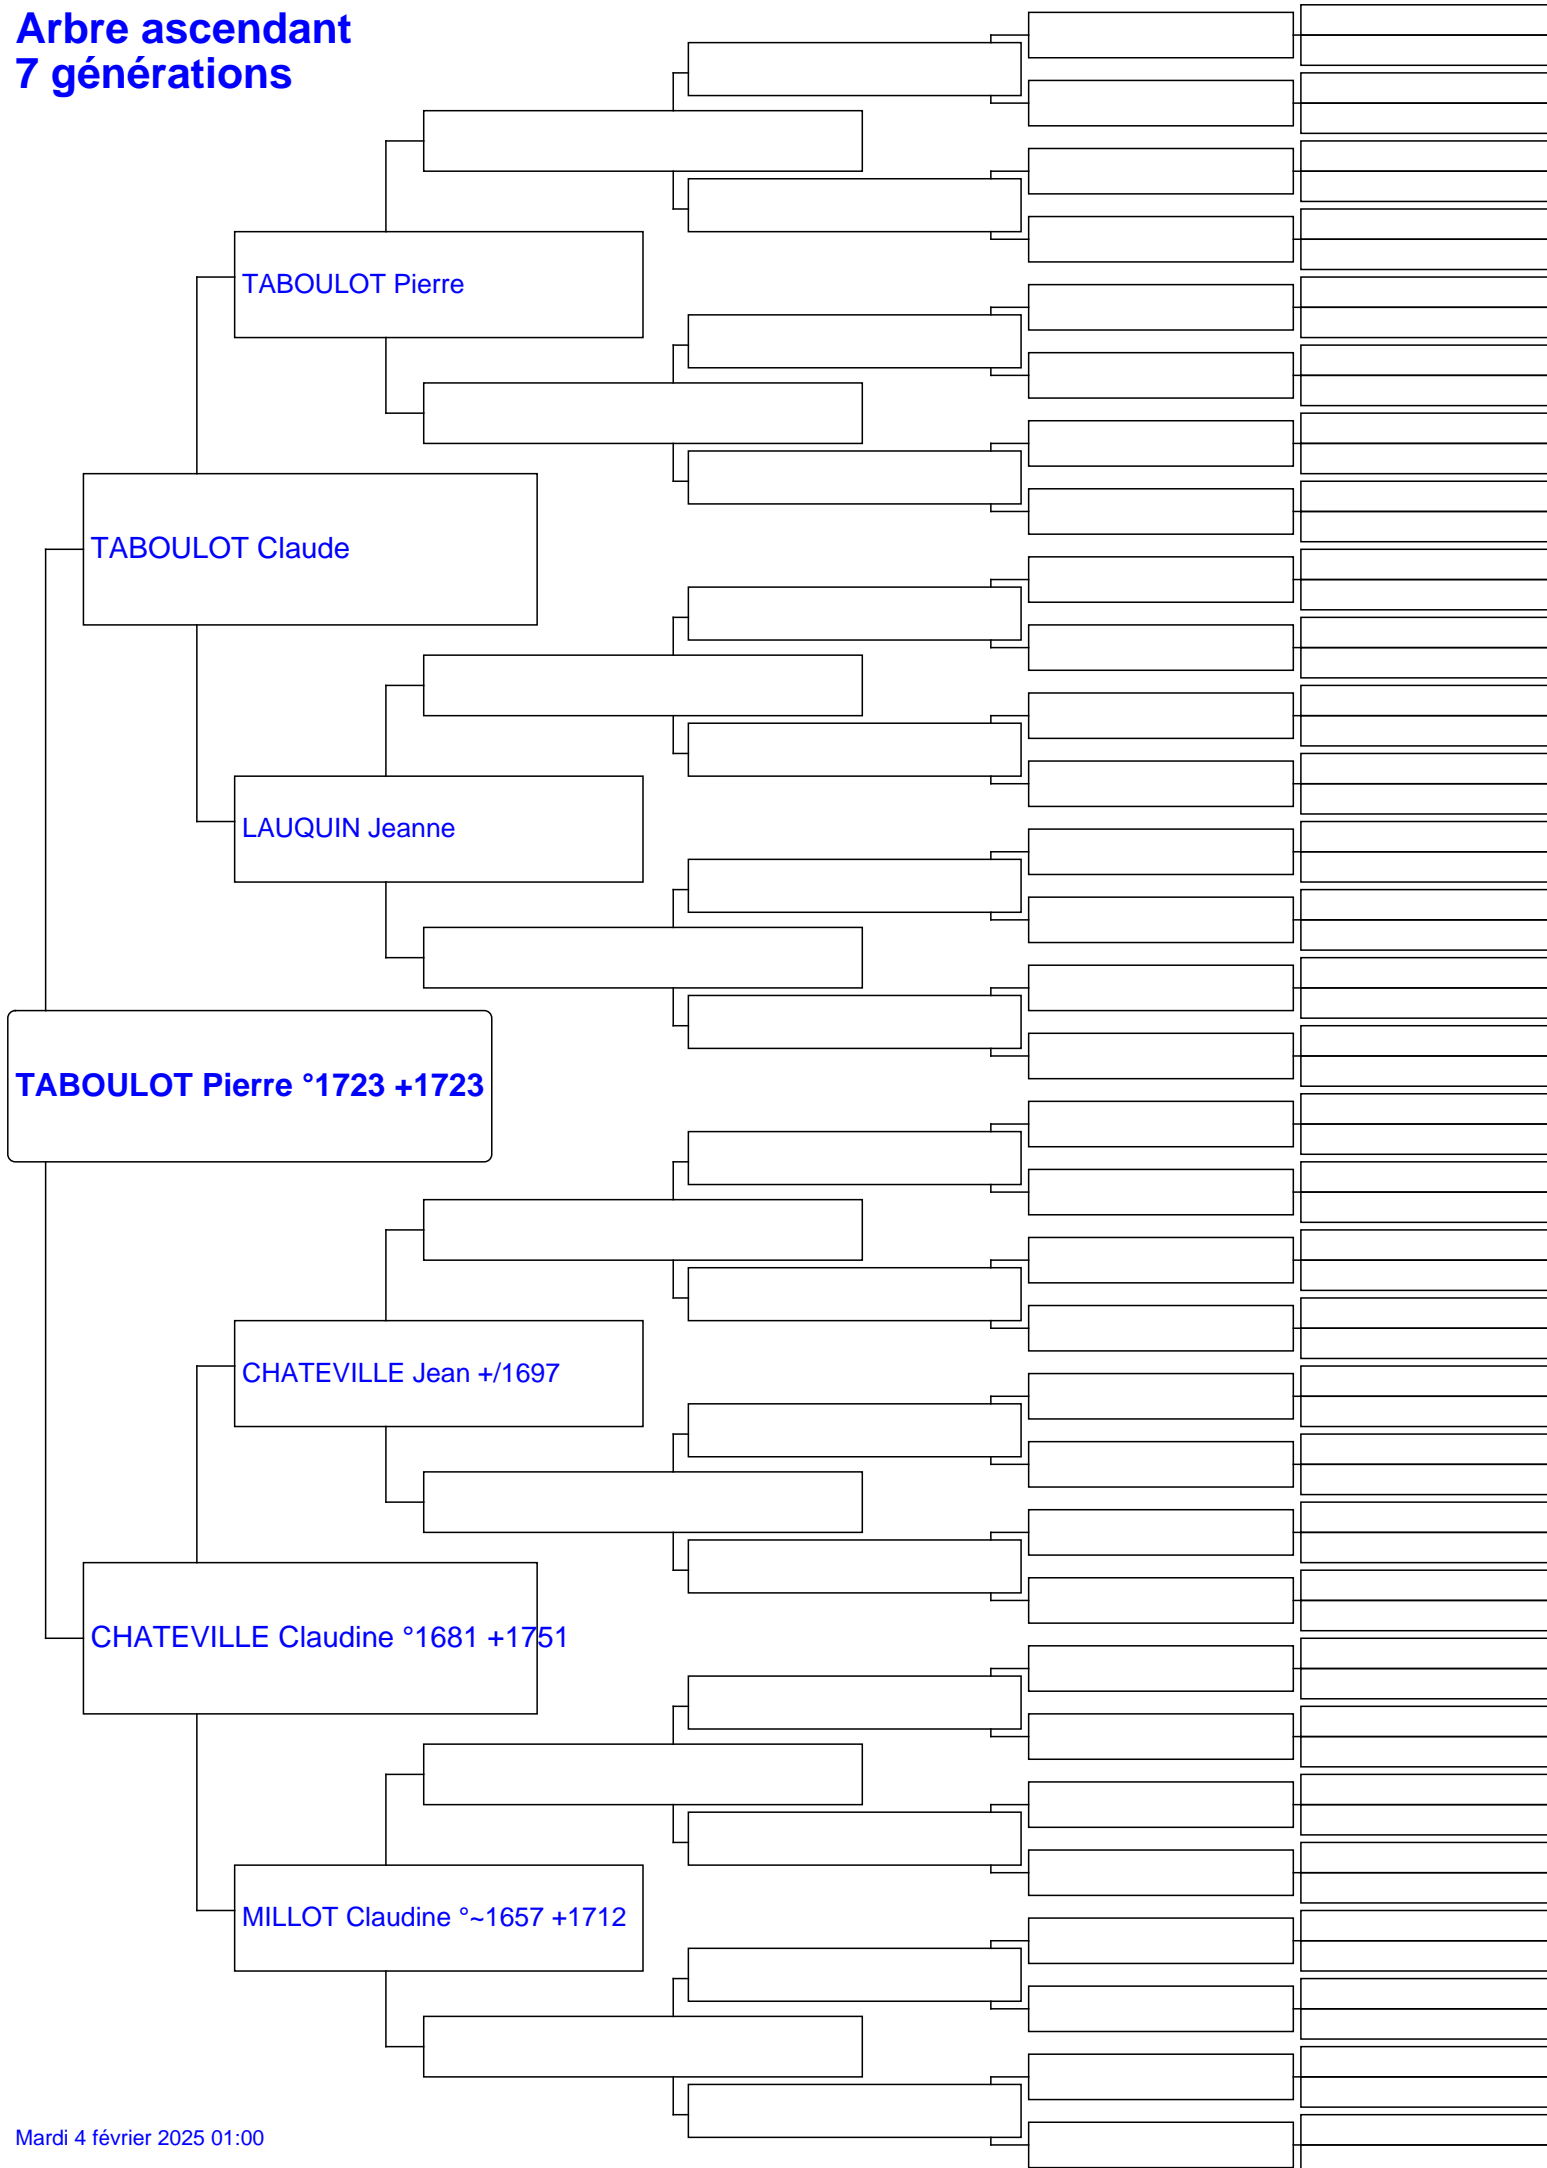 Arbre ascendant
7 générations
TABOULOT Pierre
TABOULOT Claude
LAUQUIN Jeanne
TABOULOT Pierre °1723 +1723
CHATEVILLE Jean +/1697
CHATEVILLE Claudine °1681 +1751
MILLOT Claudine °~1657 +1712
Mardi 4 février 2025 01:00